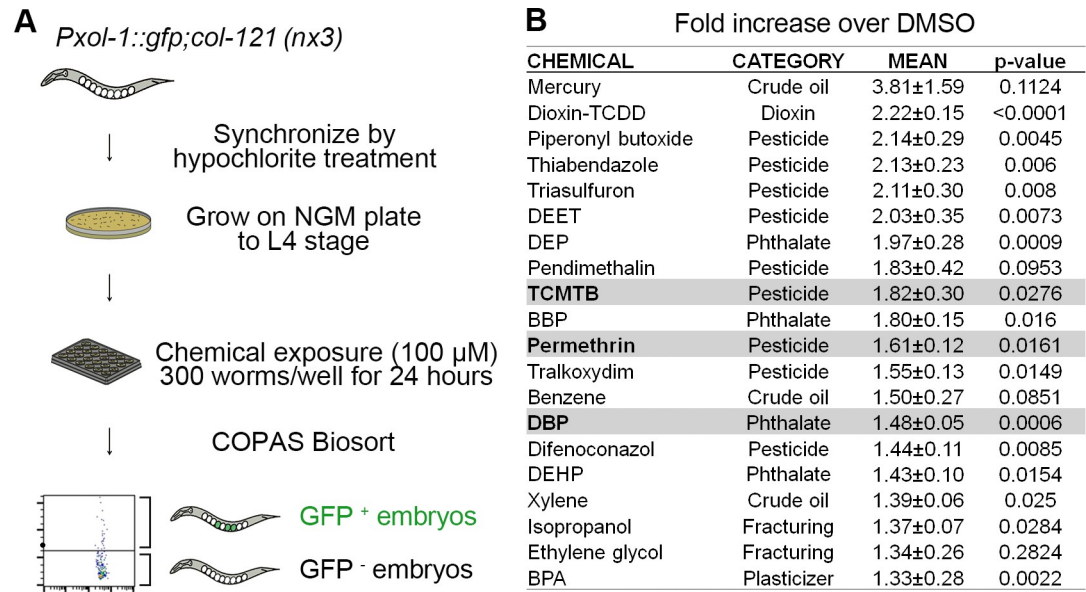 A
Pxol-1::gfp;col-121 (nx3)
Synchronize by
hypochlorite treatment
Grow on NGM plate
to L4 stage
Chemical exposure (100 µM)
300 worms/well for 24 hours
COPAS Biosort
GFP + embryos
GFP - embryos
B
Fold increase over DMSO
CHEMICAL CATEGORY MEAN p-value
Mercury Crude oil 3.81±1.59 0.1124
Dioxin-TCDD Dioxin 2.22±0.15 <0.0001
Piperonyl butoxide Pesticide 2.14±0.29 0.0045
Thiabendazole Pesticide 2.13±0.23 0.006
Triasulfuron Pesticide 2.11±0.30 0.008
DEET Pesticide 2.03±0.35 0.0073
DEP Phthalate 1.97±0.28 0.0009
Pendimethalin Pesticide 1.83±0.42 0.0953
TCMTB Pesticide 1.82±0.30 0.0276
BBP Phthalate 1.80±0.15 0.016
Permethrin Pesticide 1.61±0.12 0.0161
Tralkoxydim Pesticide 1.55±0.13 0.0149
Benzene Crude oil 1.50±0.27 0.0851
DBP Phthalate 1.48±0.05 0.0006
Difenoconazol Pesticide 1.44±0.11 0.0085
DEHP Phthalate 1.43±0.10 0.0154
Xylene Crude oil 1.39±0.06 0.025
Isopropanol Fracturing 1.37±0.07 0.0284
Ethylene glycol Fracturing 1.34±0.26 0.2824
BPA Plasticizer 1.33±0.28 0.0022